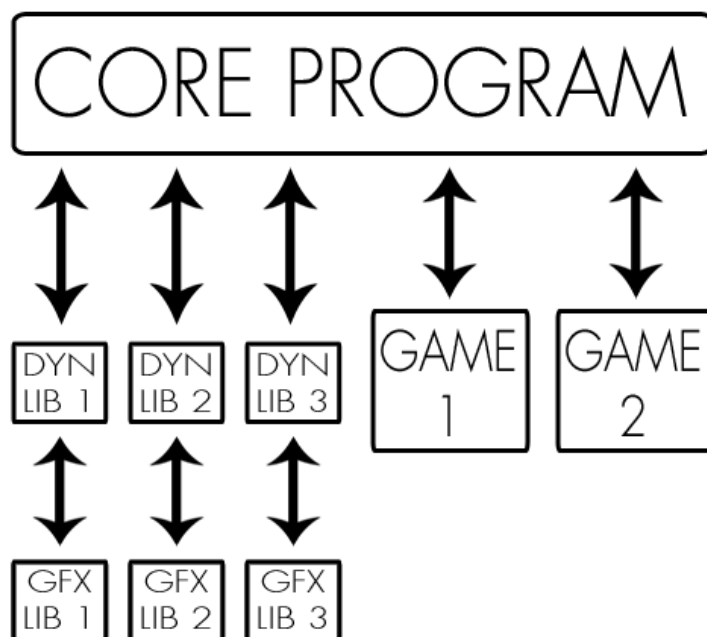 CORE PROGRAM
DYN
LIB 1
DYN
LIB 2
DYN
LIB 3
GAME
1
GAME
2
GFX
LIB 1
GFX
LIB 2
GFX
LIB 3